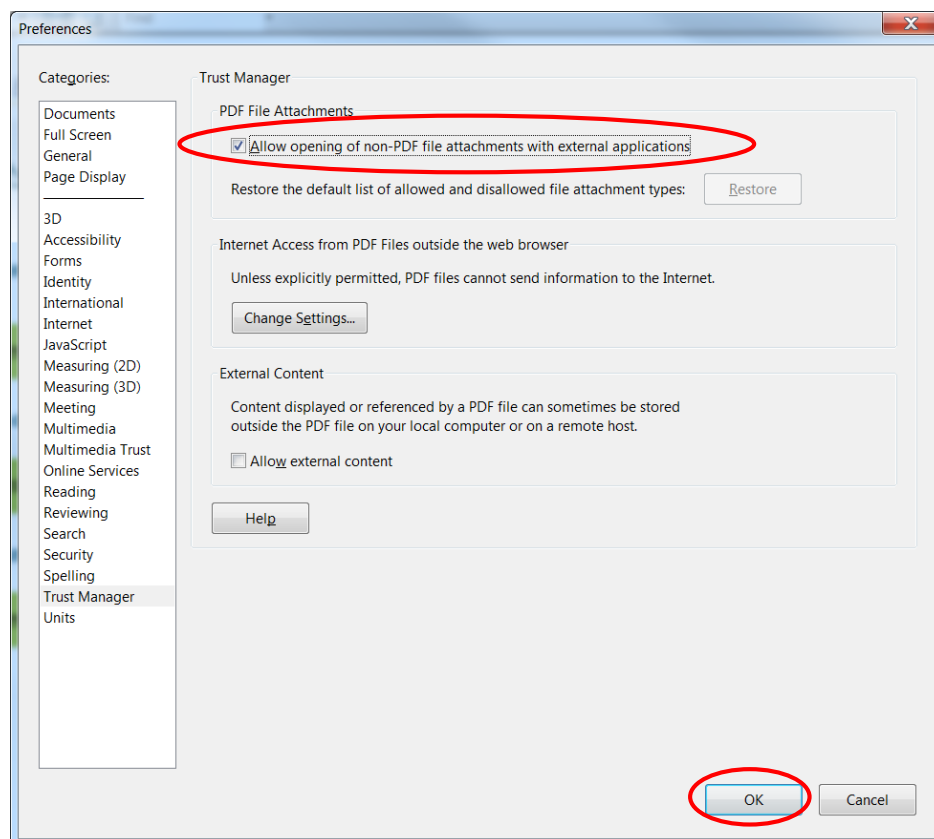 Preferences
Categories:
Documents
Full Screen
General
Page Display
3D
Accessibility
Forms
Identity
International
Internet
JavaScript
Measuring (2D)
Measuring (3D)
Meeting
Multimedia
Multimedia Trust
Online Services
Reading
Reviewing
Search
Security
Spelling
Trust Manager
Units
Trust Manager
PDF File Attachments
Allow opening of non-PDF file attachments with external applications
Restore the default list of allowed and disallowed file attachment types: Restore
Internet Access from PDF Files outside the web browser
Unless explicitly permitted, PDF files cannot send information to the Internet.
Change Settings...
External Content
Content displayed or referenced by a PDF file can sometimes be stored
outside the PDF file on your local computer or on a remote host.
Allow external content
Help
OK Cancel